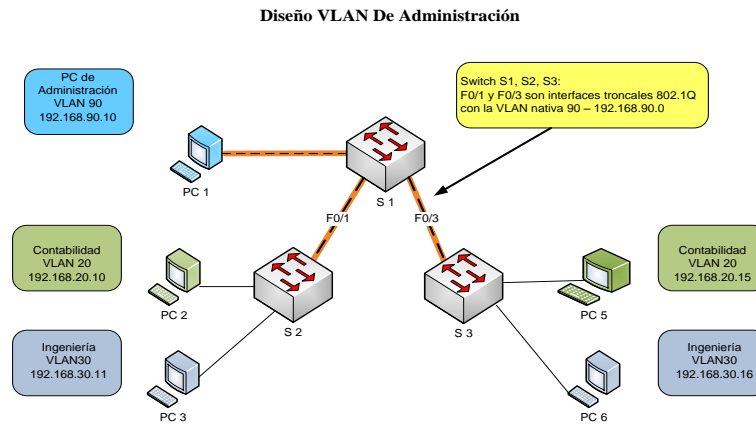 Diseño VLAN De Administración
PC de
Administración
VLAN 90
192.168.90.10
Switch S1, S2, S3:
F0/1 y F0/3 son interfaces troncales 802.1Q
con la VLAN nativa 90 – 192.168.90.0
PC 1
S 1
F0/1
F0/3
Contabilidad
VLAN 20
192.168.20.10
PC 2
S 2
S 3
PC 5
Contabilidad
VLAN 20
192.168.20.15
Ingeniería
VLAN30
192.168.30.11
PC 3
PC 6
Ingeniería
VLAN30
192.168.30.16